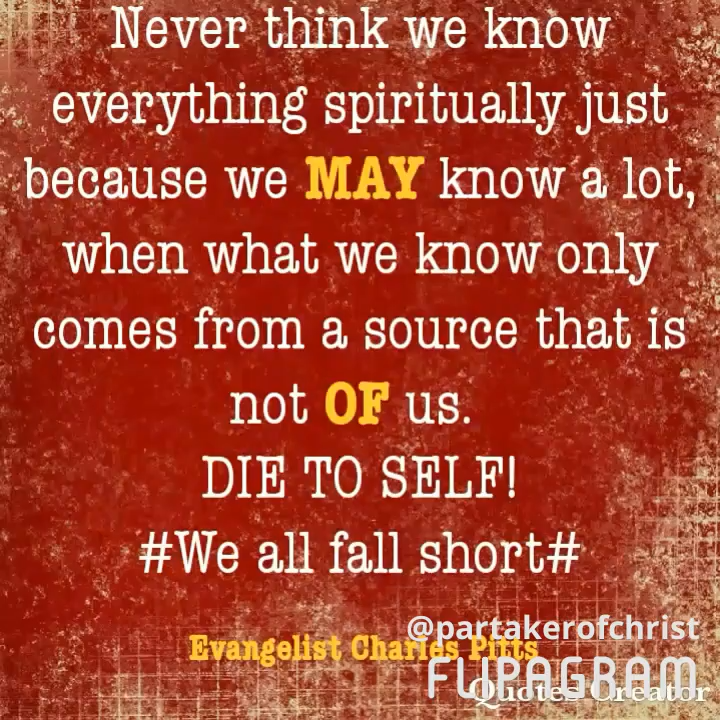 Never think we know
everything spiritually just
because we MAY know a lot,
when what we know only
comes from a source that is
not OF us.
DIE TO SELF!
#We all fall short#
@partakerofchrist
Evangelist Charles Pitts
FLIPAGRAM
Quotes Creator